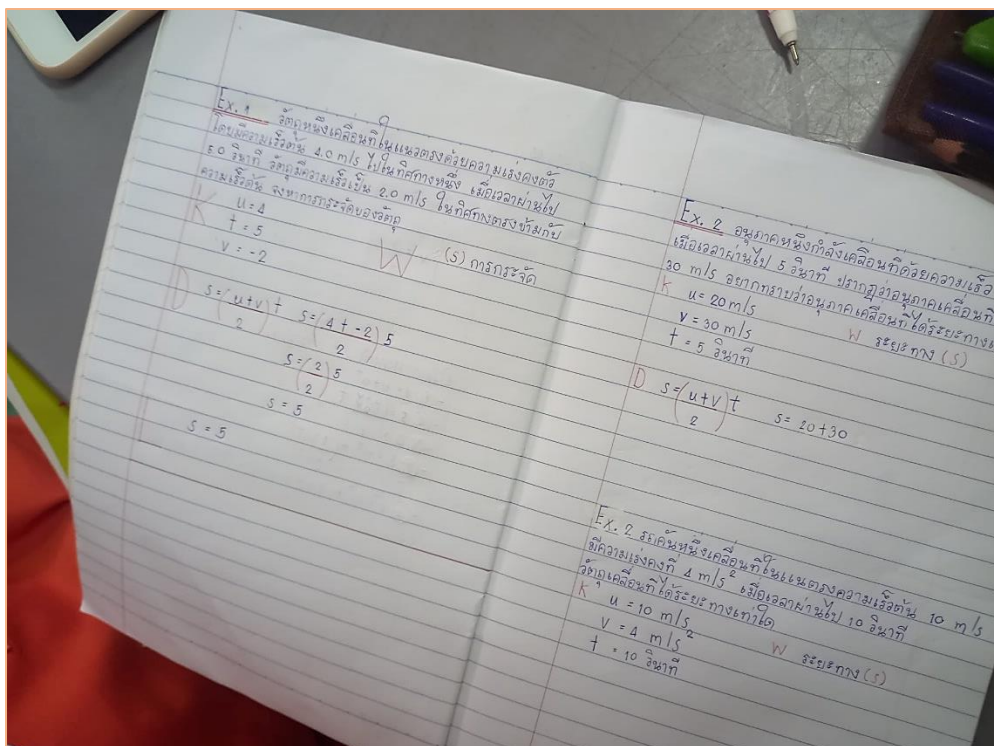 Ex. 1 วัตถุหนึ่งเคลื่อนที่ในแนวตรงด้วยความเร่งคงตัว
โดยมีความเร็วต้น 4.0 m/s ไปในทิศทางหนึ่ง เมื่อเวลาผ่านไป
5.0 วินาที วัตถุมีความเร็วเป็น 2.0 m/s ในทิศทางตรงข้ามกับ
ความเร็วต้น จงหาการกระจัดของวัตถุ
K u = 4
t = 5
v = -2
W (s) การกระจัด
D s = (u+v/2) t s = (4 + -2/2) 5
s = (2/2) 5
s = 5
s = 5
Ex. 2 อนุภาคหนึ่งกำลังเคลื่อนที่ด้วยความเร็ว
เมื่อเวลาผ่านไป 5 วินาที ปรากฏว่าอนุภาคเคลื่อนที่
30 m/s อยากทราบว่าอนุภาคเคลื่อนที่ได้ระยะทาง
K u = 20 m/s
v = 30 m/s
t = 5 วินาที
W ระยะทาง (s)
D s = (u+v/2) t s = 20+30
Ex. 2 รถคันหนึ่งเคลื่อนที่ในแนตรงความเร็วต้น 10 m/s
มีความเร่งคงที่ 4 m/s² เมื่อเวลาผ่านไป 10 วินาที
วัตถุเคลื่อนที่ได้ระยะทางเท่าใด
K u = 10 m/s
v = 4 m/s²
t = 10 วินาที
W ระยะทาง (s)